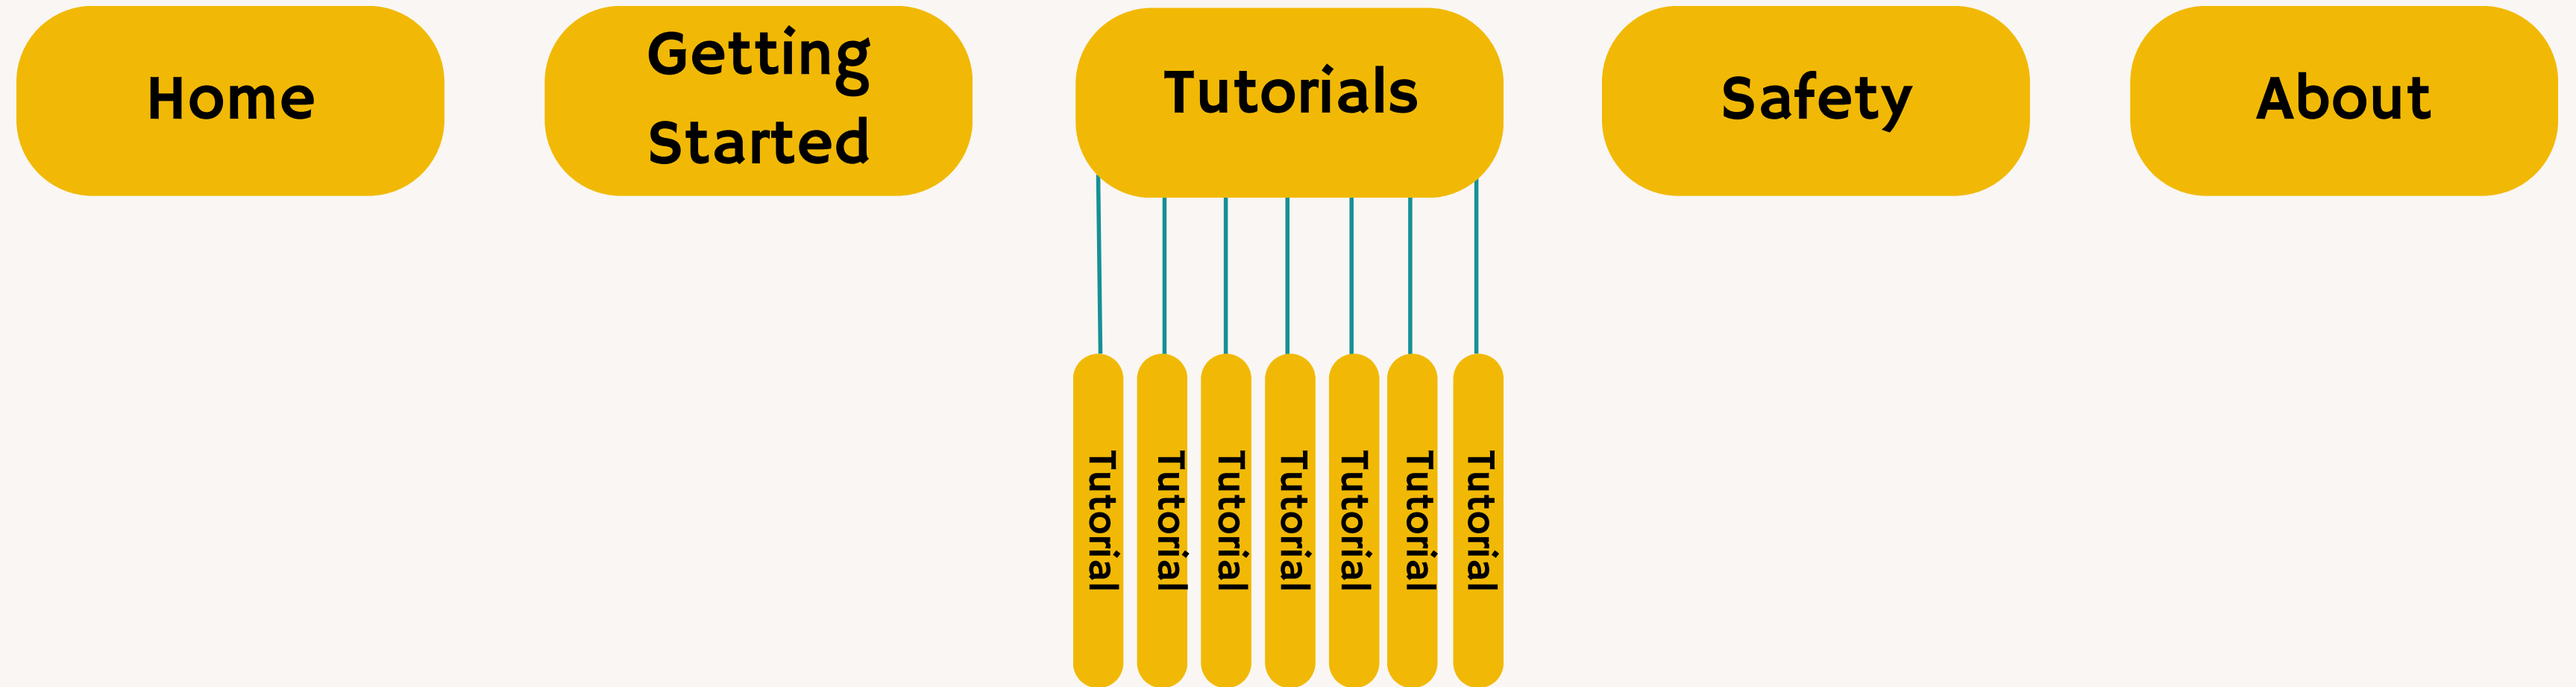 Home
Getting
Started
Tutorials
Safety
About
Tutorial
Tutorial
Tutorial
Tutorial
Tutorial
Tutorial
Tutorial